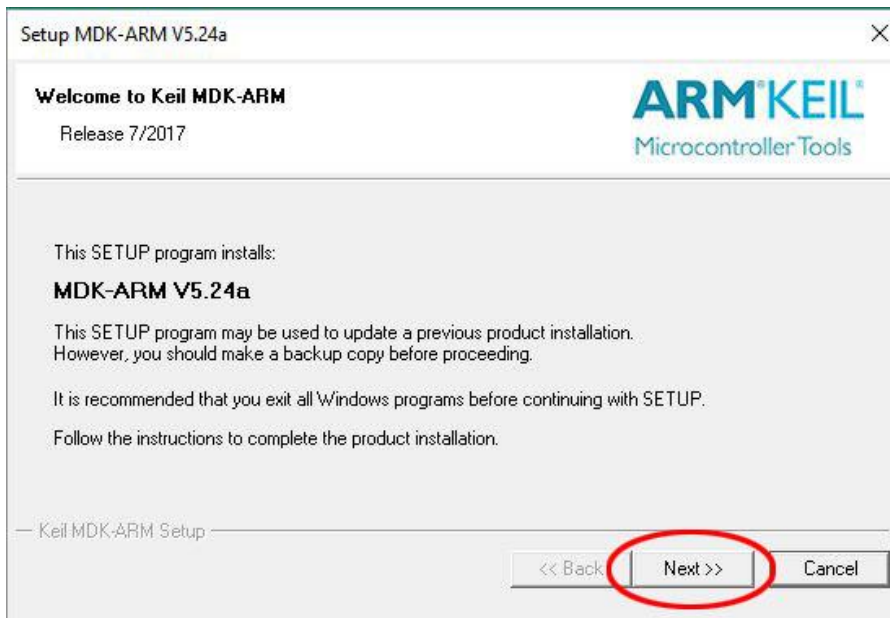 Setup MDK-ARM V5.24a
Welcome to Keil MDK-ARM
Release 7/2017
ARM®KEIL®
Microcontroller Tools
This SETUP program installs:
MDK-ARM V5.24a
This SETUP program may be used to update a previous product installation.
However, you should make a backup copy before proceeding.
It is recommended that you exit all Windows programs before continuing with SETUP.
Follow the instructions to complete the product installation.
Keil MDK-ARM Setup
<< Back Next >> Cancel